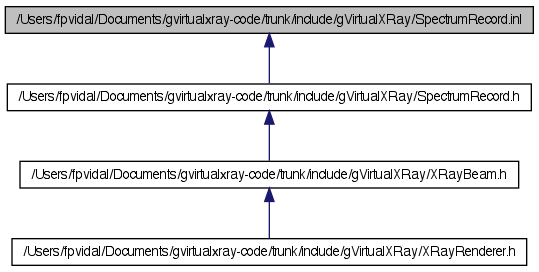 /Users/fpvidal/Documents/gvirtualxray-code/trunk/include/gVirtualXRay/SpectrumRecord.inl
/Users/fpvidal/Documents/gvirtualxray-code/trunk/include/gVirtualXRay/SpectrumRecord.h
/Users/fpvidal/Documents/gvirtualxray-code/trunk/include/gVirtualXRay/XRayBeam.h
/Users/fpvidal/Documents/gvirtualxray-code/trunk/include/gVirtualXRay/XRayRenderer.h